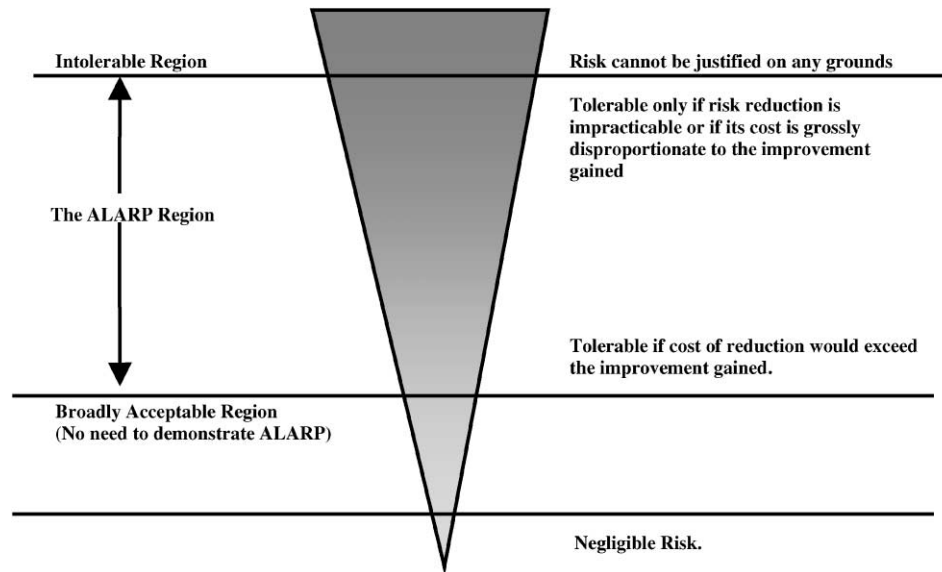 Intolerable Region
Risk cannot be justified on any grounds
Tolerable only if risk reduction is
impracticable or if its cost is grossly
disproportionate to the improvement
gained
The ALARP Region
Tolerable if cost of reduction would exceed
the improvement gained.
Broadly Acceptable Region
(No need to demonstrate ALARP)
Negligible Risk.